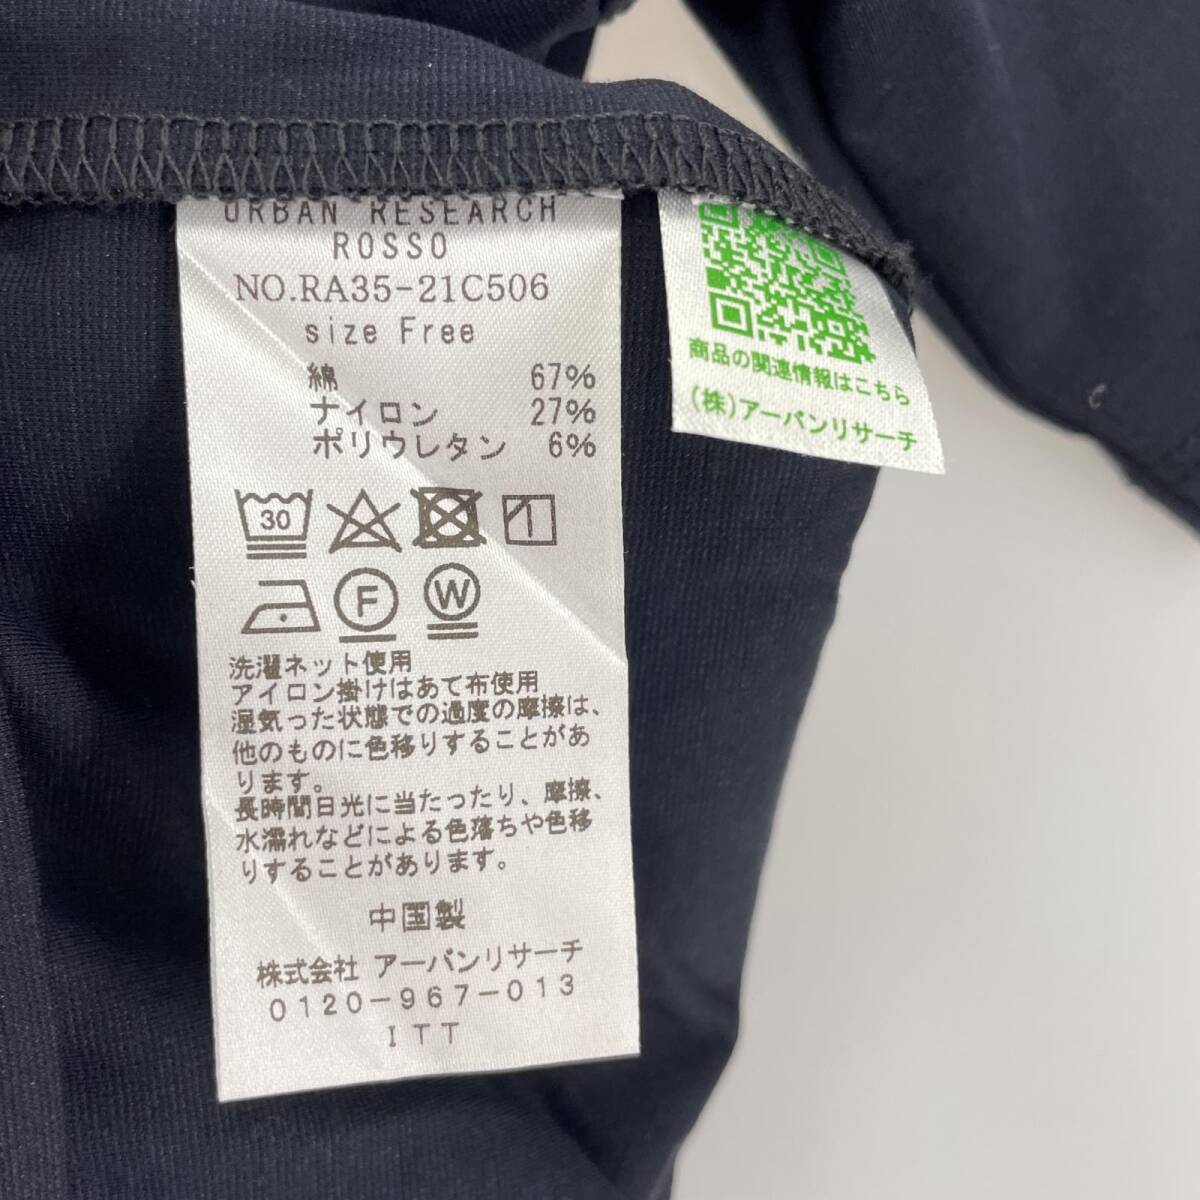 URBAN RESEARCH
ROSSO
NO.RA35-21C506
size Free
綿 67%
ナイロン 27%
ポリウレタン 6%
30
1
F
W
洗濯ネット使用
アイロン掛けはあて布使用
湿気った状態での過度の摩擦は、
他のものに色移りすることがあ
ります。
長時間日光に当たったり、摩擦、
水濡れなどによる色落ちや色移
りすることがあります。
中国製
株式会社 アーバンリサーチ
0120-967-013
ITT
商品の関連情報はこちら
(株)アーバンリサーチ